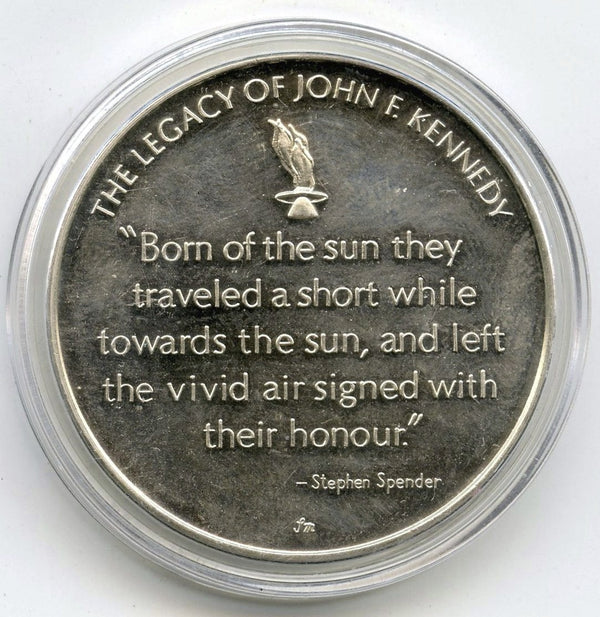 THE LEGACY OF JOHN F. KENNEDY
"Born of the sun they
traveled a short while
towards the sun, and left
the vivid air signed with
their honour."
– Stephen Spender
fm